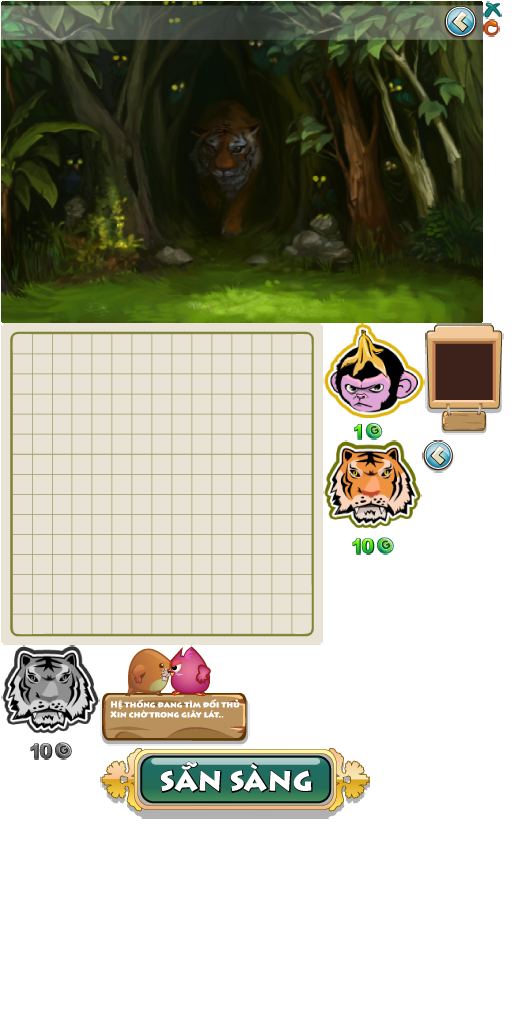 1 G
10 G
10 G
HỆ THỐNG ĐANG TÌM ĐỐI THỦ
XIN CHỜ TRONG GIÂY LÁT..
SẴN SÀNG